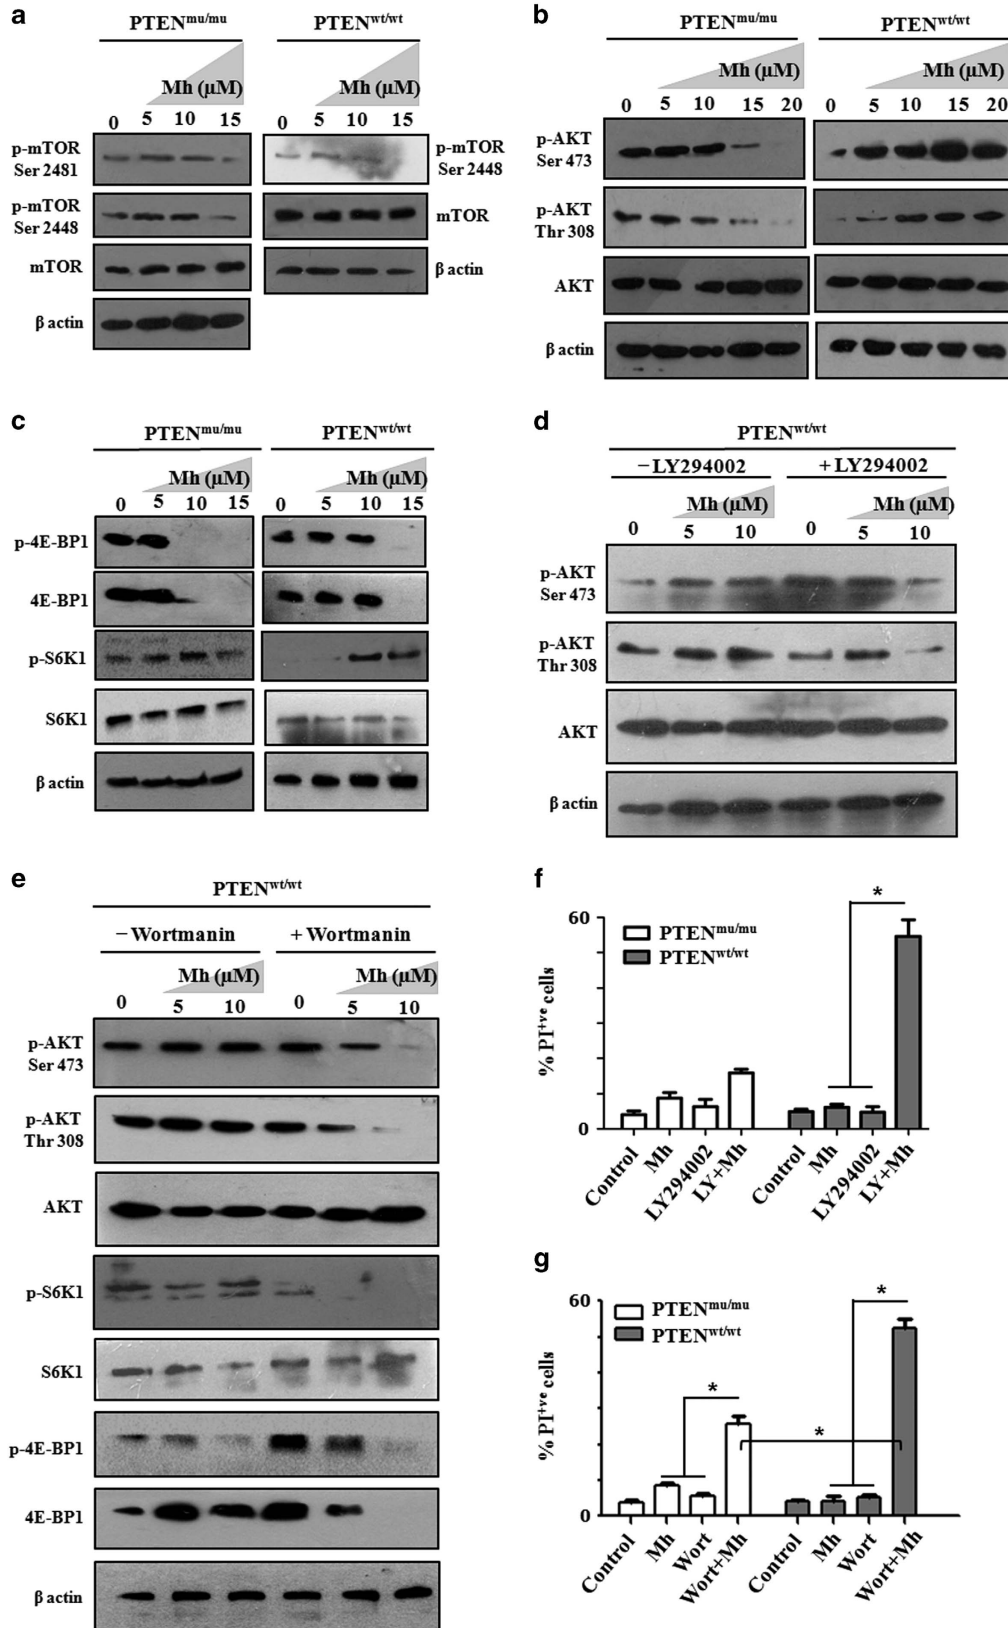 a
PTENmu/mu PTENwt/wt
Mh (μM) Mh (μM)
0 5 10 15 0 5 10 15
p-mTOR
Ser 2481
p-mTOR
Ser 2448
p-mTOR
Ser 2448
mTOR
mTOR
β actin
β actin
b
PTENmu/mu PTENwt/wt
Mh (μM) Mh (μM)
0 5 10 15 20 0 5 10 15 20
p-AKT
Ser 473
p-AKT
Thr 308
AKT
β actin
c
PTENmu/mu PTENwt/wt
Mh (μM) Mh (μM)
0 5 10 15 0 5 10 15
p-4E-BP1
4E-BP1
p-S6K1
S6K1
β actin
d
PTENwt/wt
–LY294002 +LY294002
Mh (μM) Mh (μM)
0 5 10 0 5 10
p-AKT
Ser 473
p-AKT
Thr 308
AKT
β actin
e
PTENwt/wt
– Wortmanin + Wortmanin
Mh (μM) Mh (μM)
0 5 10 0 5 10
p-AKT
Ser 473
p-AKT
Thr 308
AKT
p-S6K1
S6K1
p-4E-BP1
4E-BP1
β actin
f
60
0
% PI+ve cells
PTENmu/mu
PTENwt/wt
*
Control Mh LY294002 LY+Mh Control Mh LY294002 LY+Mh
g
60
0
% PI+ve cells
PTENmu/mu
PTENwt/wt
*
*
*
Control Mh Wort Wort+Mh Control Mh Wort Wort+Mh